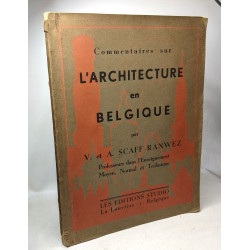 Commentaires sur
L'ARCHITECTURE
en
BELGIQUE
par
V. et A. SCAFF RANWEZ
Professeurs dans l'Enseignement
Moyen, Normal et Technique
LES EDITIONS STUDIO
La Louvière — Belgique